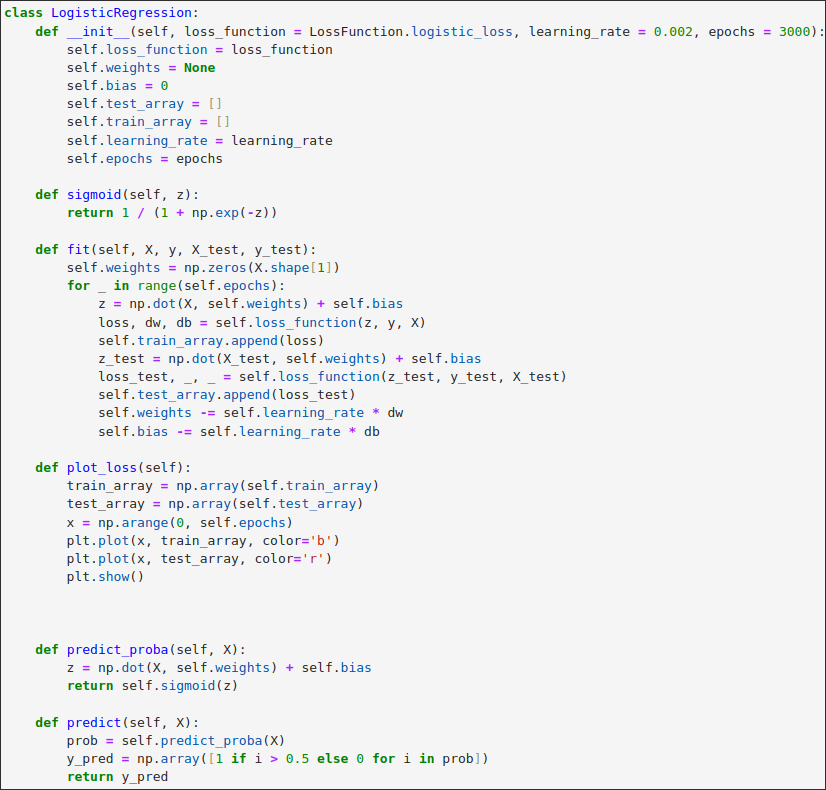 class LogisticRegression:
    def __init__(self, loss_function = LossFunction.logistic_loss, learning_rate = 0.002, epochs = 3000):
        self.loss_function = loss_function
        self.weights = None
        self.bias = 0
        self.test_array = []
        self.train_array = []
        self.learning_rate = learning_rate
        self.epochs = epochs

    def sigmoid(self, z):
        return 1 / (1 + np.exp(-z))

    def fit(self, X, y, X_test, y_test):
        self.weights = np.zeros(X.shape[1])
        for _ in range(self.epochs):
            z = np.dot(X, self.weights) + self.bias
            loss, dw, db = self.loss_function(z, y, X)
            self.train_array.append(loss)
            z_test = np.dot(X_test, self.weights) + self.bias
            loss_test, _, _ = self.loss_function(z_test, y_test, X_test)
            self.test_array.append(loss_test)
            self.weights -= self.learning_rate * dw
            self.bias -= self.learning_rate * db

    def plot_loss(self):
        train_array = np.array(self.train_array)
        test_array = np.array(self.test_array)
        x = np.arange(0, self.epochs)
        plt.plot(x, train_array, color='b')
        plt.plot(x, test_array, color='r')
        plt.show()

    def predict_proba(self, X):
        z = np.dot(X, self.weights) + self.bias
        return self.sigmoid(z)

    def predict(self, X):
        prob = self.predict_proba(X)
        y_pred = np.array([1 if i > 0.5 else 0 for i in prob])
        return y_pred